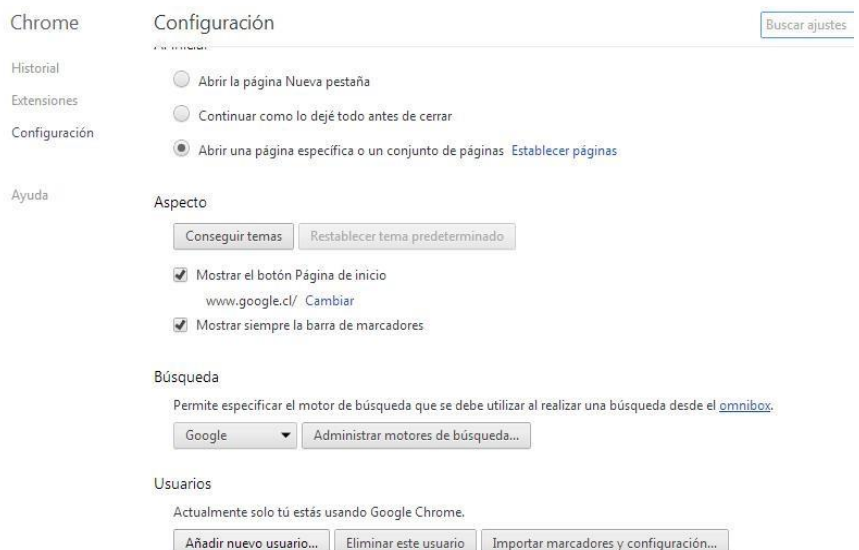 Chrome
Configuración
Buscar ajustes
Historial
Extensiones
Configuración
Ayuda
Abrir la página Nueva pestaña
Continuar como lo dejé todo antes de cerrar
Abrir una página específica o un conjunto de páginas Establecer páginas
Aspecto
Conseguir temas Restablecer tema predeterminado
Mostrar el botón Página de inicio
www.google.cl/ Cambiar
Mostrar siempre la barra de marcadores
Búsqueda
Permite especificar el motor de búsqueda que se debe utilizar al realizar una búsqueda desde el omnibox.
Google Administrar motores de búsqueda...
Usuarios
Actualmente solo tú estás usando Google Chrome.
Añadir nuevo usuario... Eliminar este usuario Importar marcadores y configuración...